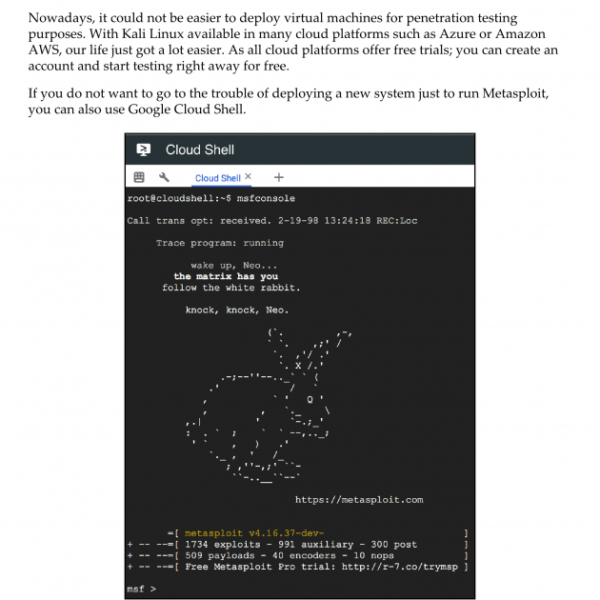 Nowadays, it could not be easier to deploy virtual machines for penetration testing
purposes. With Kali Linux available in many cloud platforms such as Azure or Amazon
AWS, our life just got a lot easier. As all cloud platforms offer free trials; you can create an
account and start testing right away for free.
If you do not want to go to the trouble of deploying a new system just to run Metasploit,
you can also use Google Cloud Shell.
Cloud Shell
Cloud Shell × +
root@cloudshell:~$ msfconsole
Call trans opt: received. 2-19-98 13:24:18 REC:Loc
Trace program: running
wake up, Neo...
the matrix has you
follow the white rabbit.
knock, knock, Neo.
https://metasploit.com
=[ metasploit v4.16.37-dev- ]
+ -- --=[ 1734 exploits - 991 auxiliary - 300 post ]
+ -- --=[ 509 payloads - 40 encoders - 10 nops ]
+ -- --=[ Free Metasploit Pro trial: http://r-7.co/trymsp ]
msf >